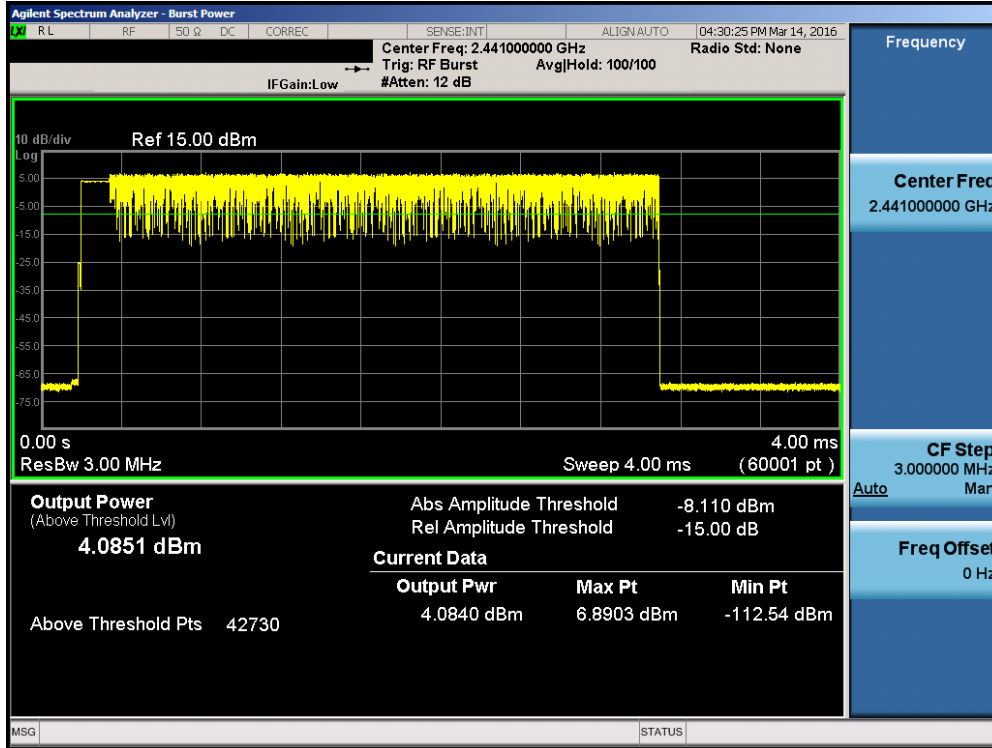 Agilent Spectrum Analyzer - Burst Power
LXI RL RF 50 Ω DC CORREC SENSE:INT ALIGN AUTO 04:30:25 PM Mar 14, 2016
Center Freq: 2.441000000 GHz Radio Std: None
Trig: RF Burst Avg|Hold: 100/100
IFGain:Low #Atten: 12 dB
10 dB/div Ref 15.00 dBm
Log
5.00
-5.00
-15.0
-25.0
-35.0
-45.0
-55.0
-65.0
-75.0
0.00 s 4.00 ms
ResBw 3.00 MHz Sweep 4.00 ms (60001 pt)
Output Power
(Above Threshold Lvl)
4.0851 dBm
Above Threshold Pts 42730
Abs Amplitude Threshold -8.110 dBm
Rel Amplitude Threshold -15.00 dB
Current Data
Output Pwr Max Pt Min Pt
4.0840 dBm 6.8903 dBm -112.54 dBm
Frequency
Center Freq
2.441000000 GHz
CF Step
3.000000 MHz
Auto Man
Freq Offset
0 Hz
MSG STATUS